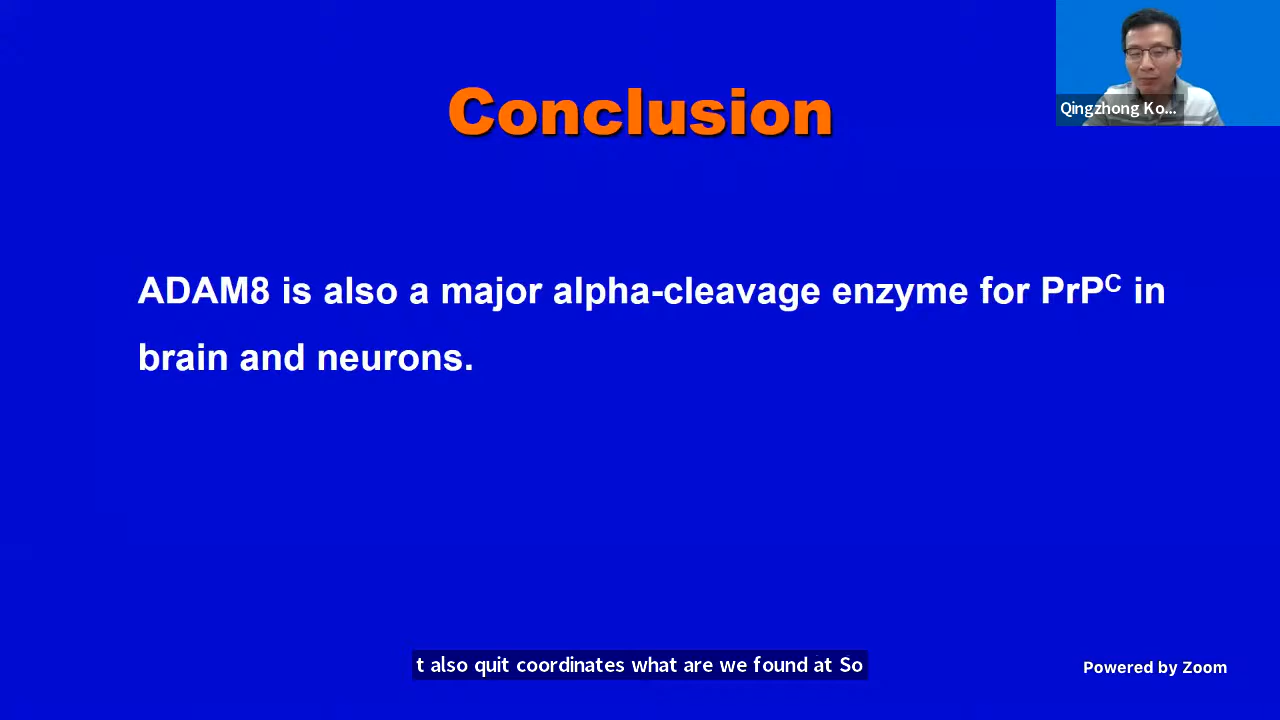 Conclusion
Qingzhong Ko...
ADAM8 is also a major alpha-cleavage enzyme for PrPᶜ in
brain and neurons.
t also quit coordinates what are we found at So
Powered by Zoom